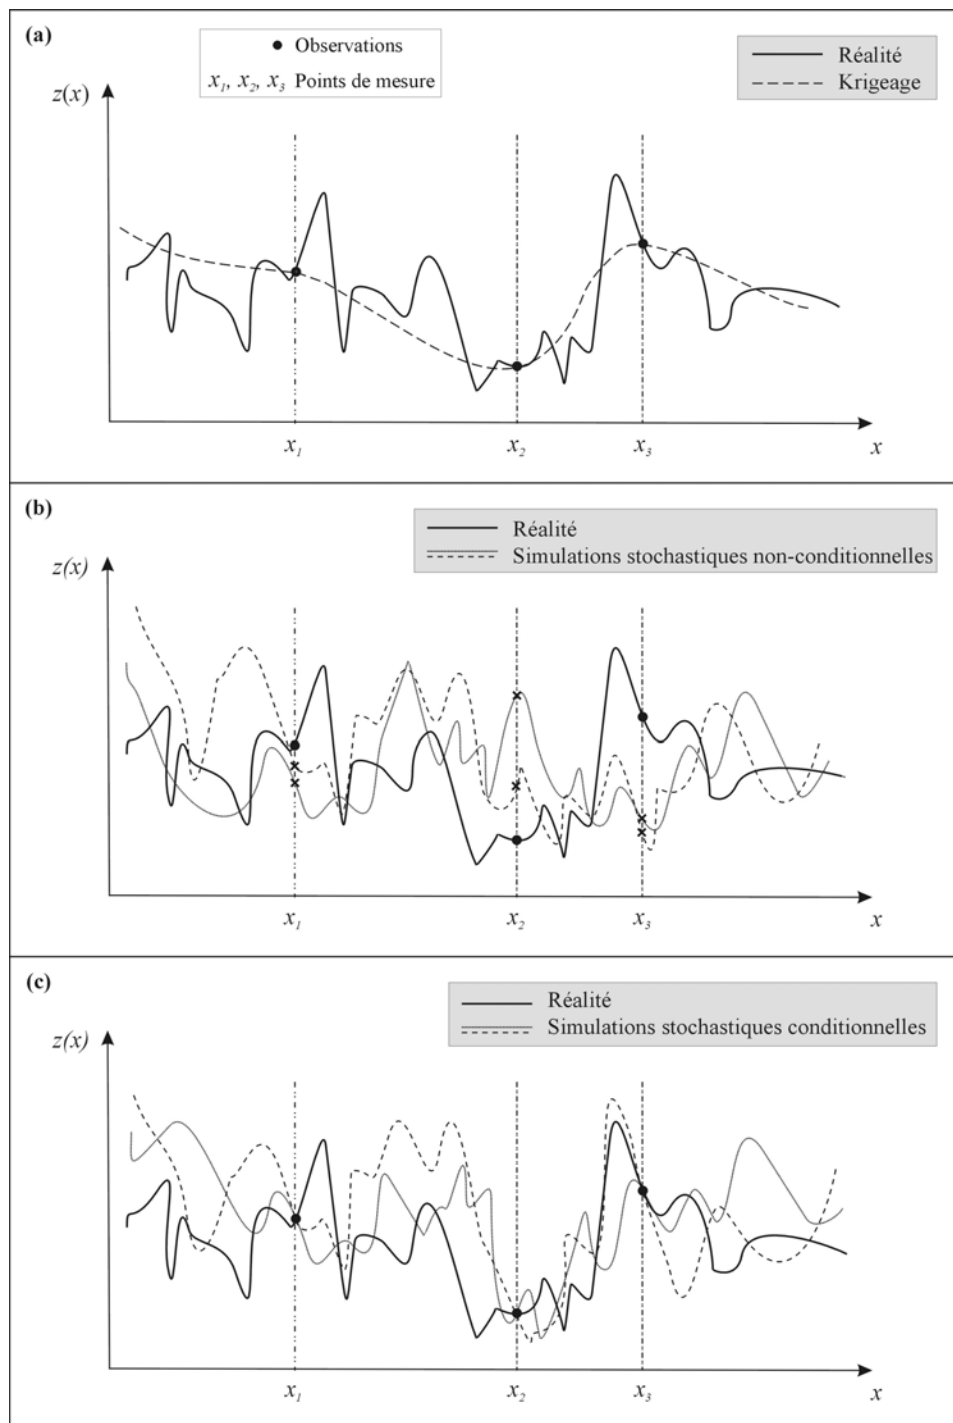 (a)
Observations
x1, x2, x3 Points de mesure
Réalité
Krigeage
z(x)
x1
x2
x3
x
(b)
Réalité
Simulations stochastiques non-conditionnelles
z(x)
x1
x2
x3
x
(c)
Réalité
Simulations stochastiques conditionnelles
z(x)
x1
x2
x3
x